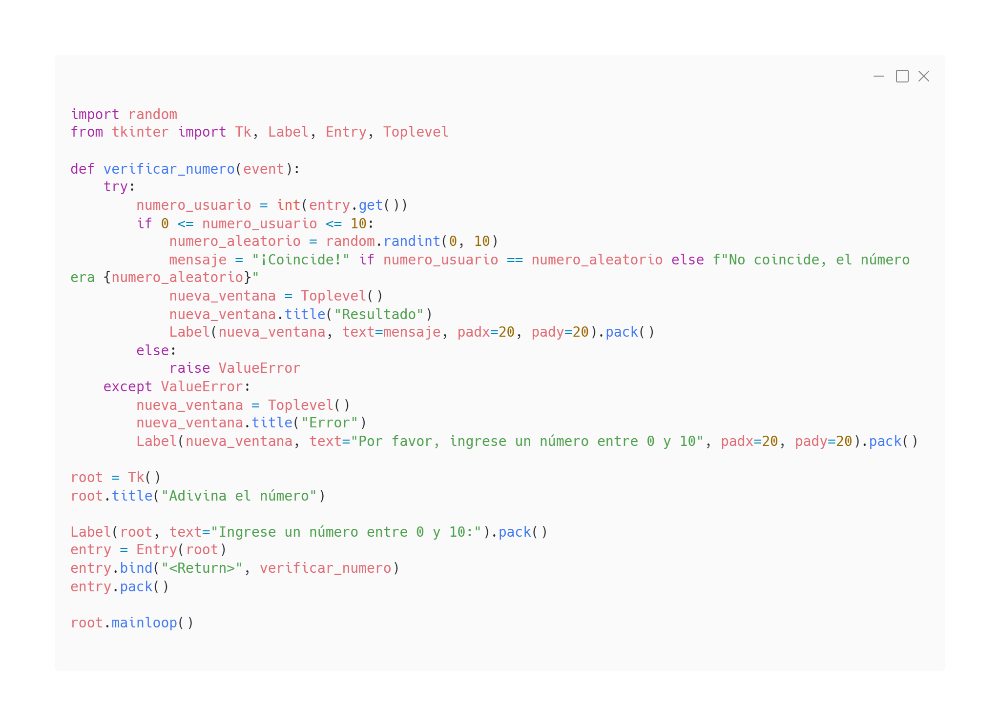 import random
from tkinter import Tk, Label, Entry, Toplevel

def verificar_numero(event):
    try:
        numero_usuario = int(entry.get())
        if 0 <= numero_usuario <= 10:
            numero_aleatorio = random.randint(0, 10)
            mensaje = "¡Coincide!" if numero_usuario == numero_aleatorio else f"No coincide, el número
era {numero_aleatorio}"
            nueva_ventana = Toplevel()
            nueva_ventana.title("Resultado")
            Label(nueva_ventana, text=mensaje, padx=20, pady=20).pack()
        else:
            raise ValueError
    except ValueError:
        nueva_ventana = Toplevel()
        nueva_ventana.title("Error")
        Label(nueva_ventana, text="Por favor, ingrese un número entre 0 y 10", padx=20, pady=20).pack()

root = Tk()
root.title("Adivina el número")

Label(root, text="Ingrese un número entre 0 y 10:").pack()
entry = Entry(root)
entry.bind("<Return>", verificar_numero)
entry.pack()

root.mainloop()